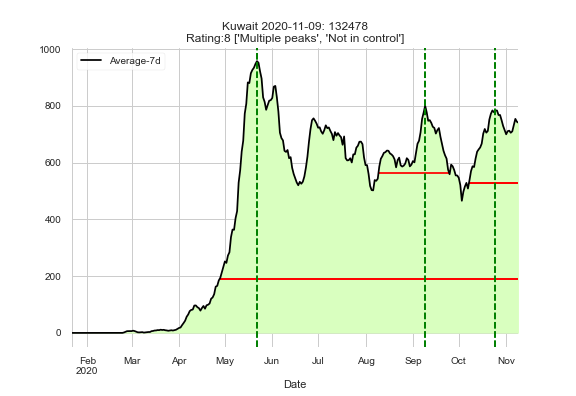 Kuwait 2020-11-09: 132478
Rating:8 ['Multiple peaks', 'Not in control']
Average-7d
1000
800
600
400
200
0
Feb Mar Apr May Jun Jul Aug Sep Oct Nov
2020
Date